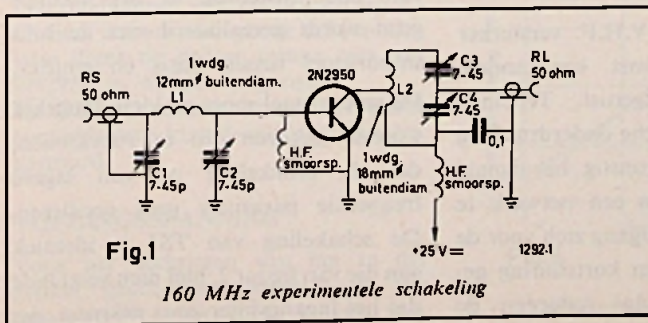 RS
50 ohm
1wdg
12mmø buitendiam.
L1
C1
7-45p
C2
7-45p
H.F.
smoorsp.
2N2950
L2
1wdg.
18mmø
buitendiam.
C3
7-45
C4
7-45
0,1
RL
50 ohm
H.F.
smoorsp.
+25 V=
1292-1
Fig.1
160 MHz experimentele schakeling